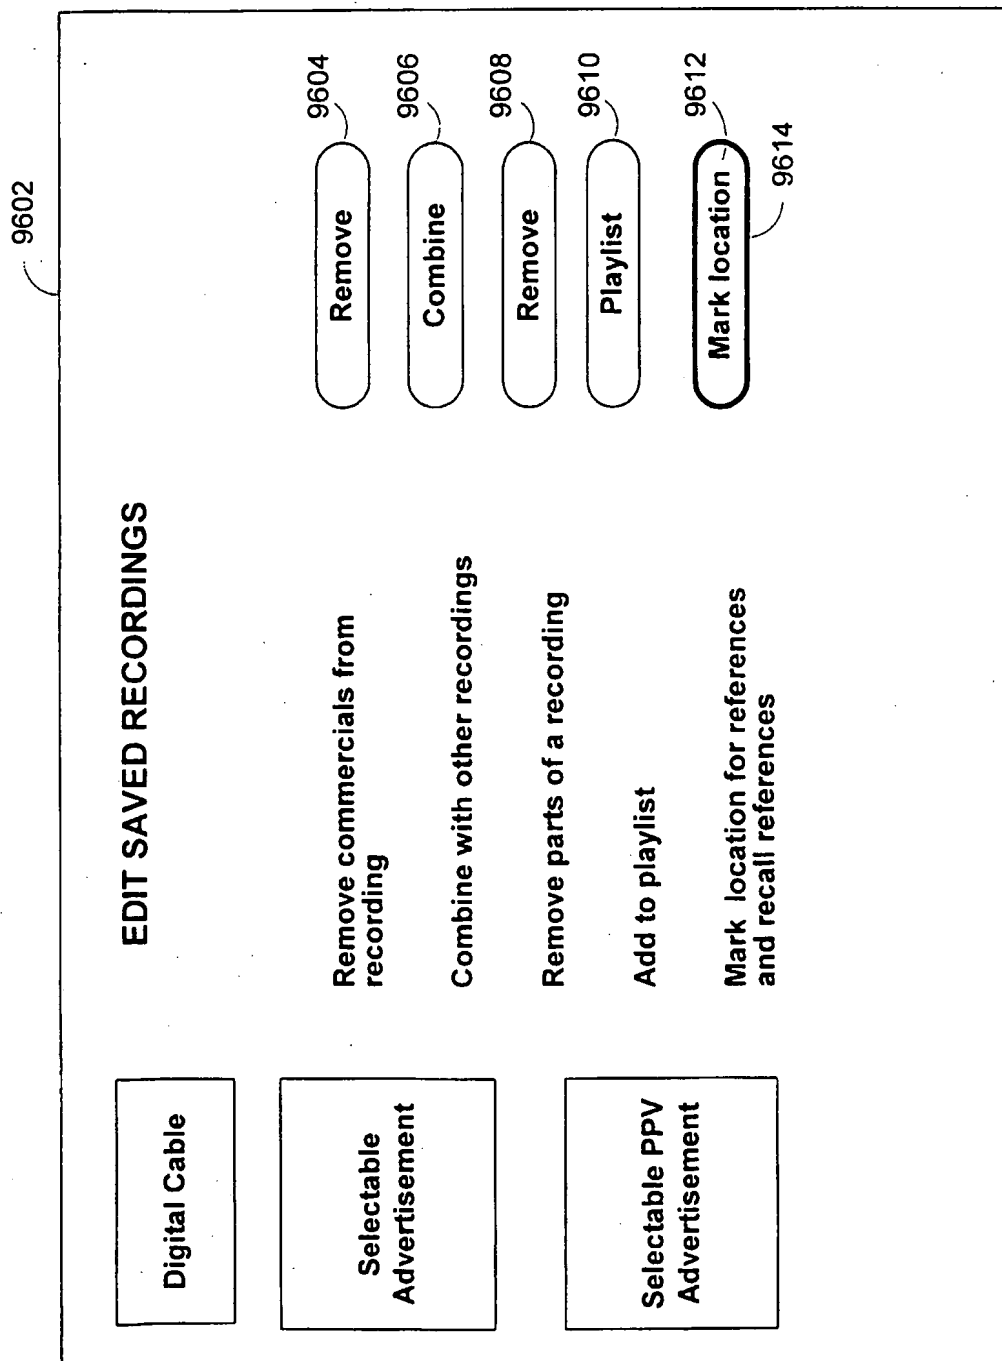 9602
EDIT SAVED RECORDINGS
Digital Cable
Selectable
Advertisement
Selectable PPV
Advertisement
Remove commercials from
recording
Remove
9604
Combine with other recordings
Combine
9606
Remove parts of a recording
Remove
9608
Add to playlist
Playlist
9610
Mark location for references
and recall references
Mark location
9612
9614